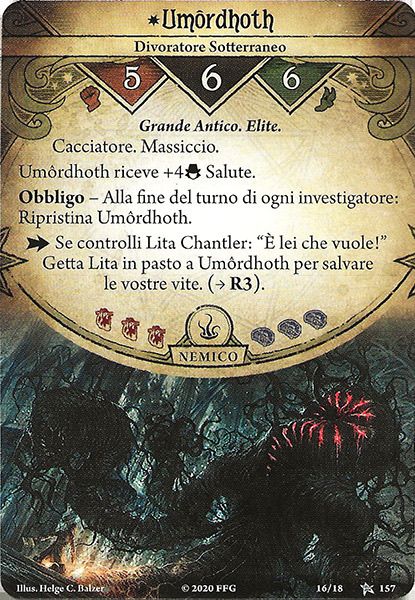 Umôrdhoth
Divoratore Sotterraneo
5 6 6
Grande Antico. Elite.
Cacciatore. Massiccio.
Umôrdhoth riceve +4 Salute.
Obbligo – Alla fine del turno di ogni investigatore:
Ripristina Umôrdhoth.
Se controlli Lita Chantler: “È lei che vuole!”
Getta Lita in pasto a Umôrdhoth per salvare
le vostre vite. (→ R3).
NEMICO
Illus. Helge C. Balzer © 2020 FFG 16/18 157